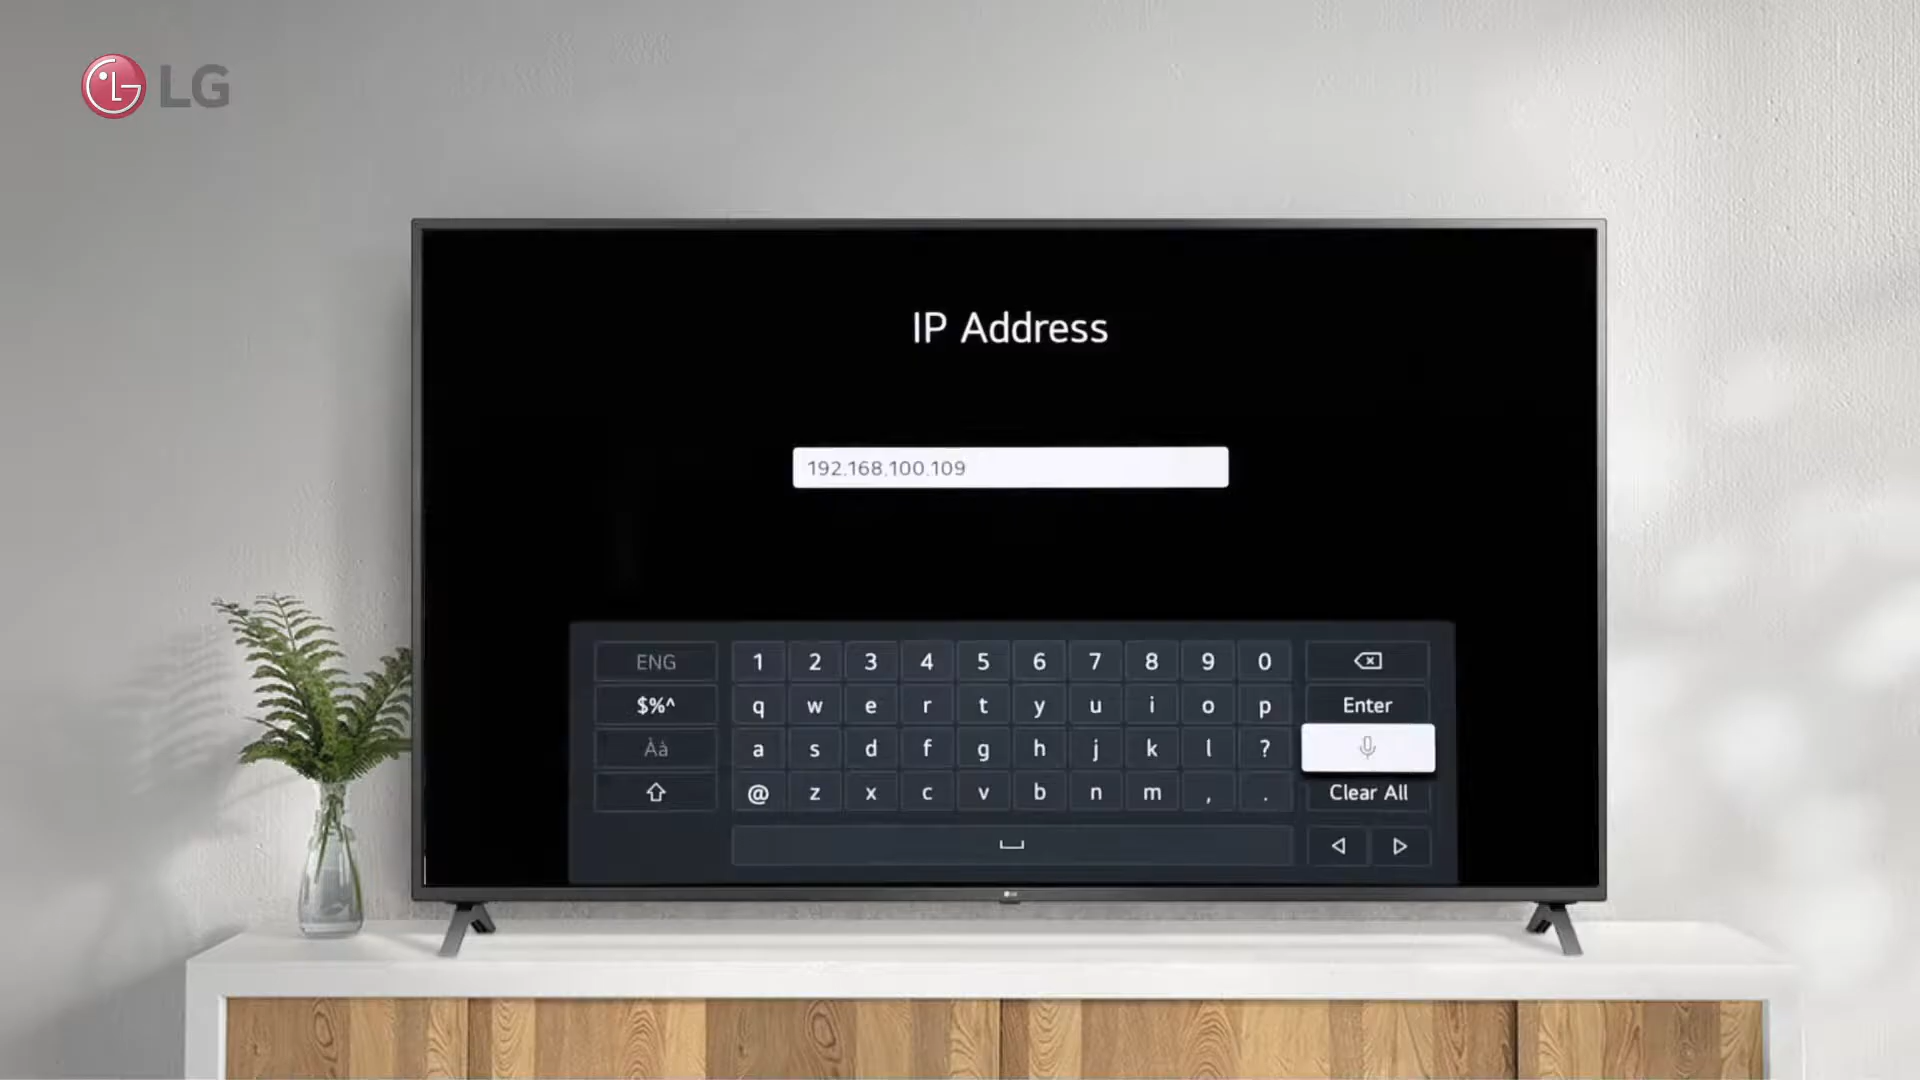 LG
IP Address
192.168.100.109
ENG 1 2 3 4 5 6 7 8 9 0
$%^ q w e r t y u i o p Enter
Àà a s d f g h j k l ?
@ z x c v b n m , . Clear All